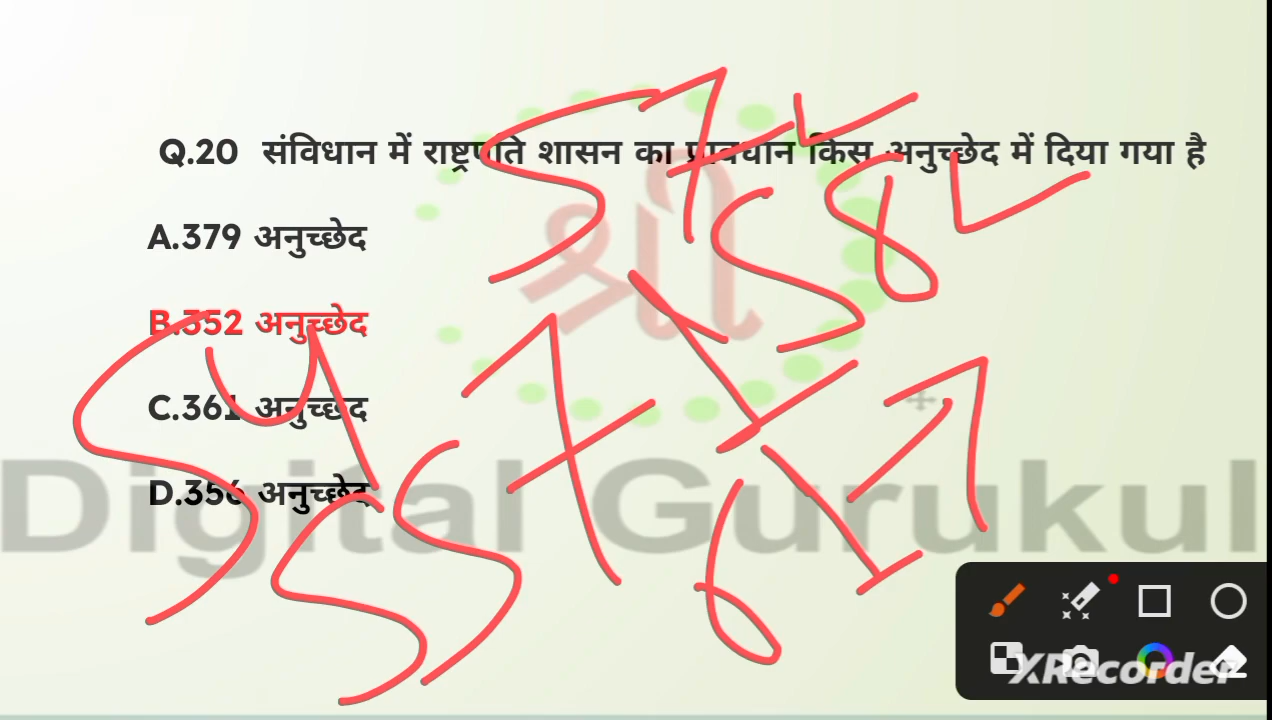 Q.20 संविधान में राष्ट्रपति शासन का प्रावधान किस अनुच्छेद में दिया गया है
श्री
A.379 अनुच्छेद
B.352 अनुच्छेद
C.361 अनुच्छेद
D.356 अनुच्छेद
Digital Gurukul
XRecorder